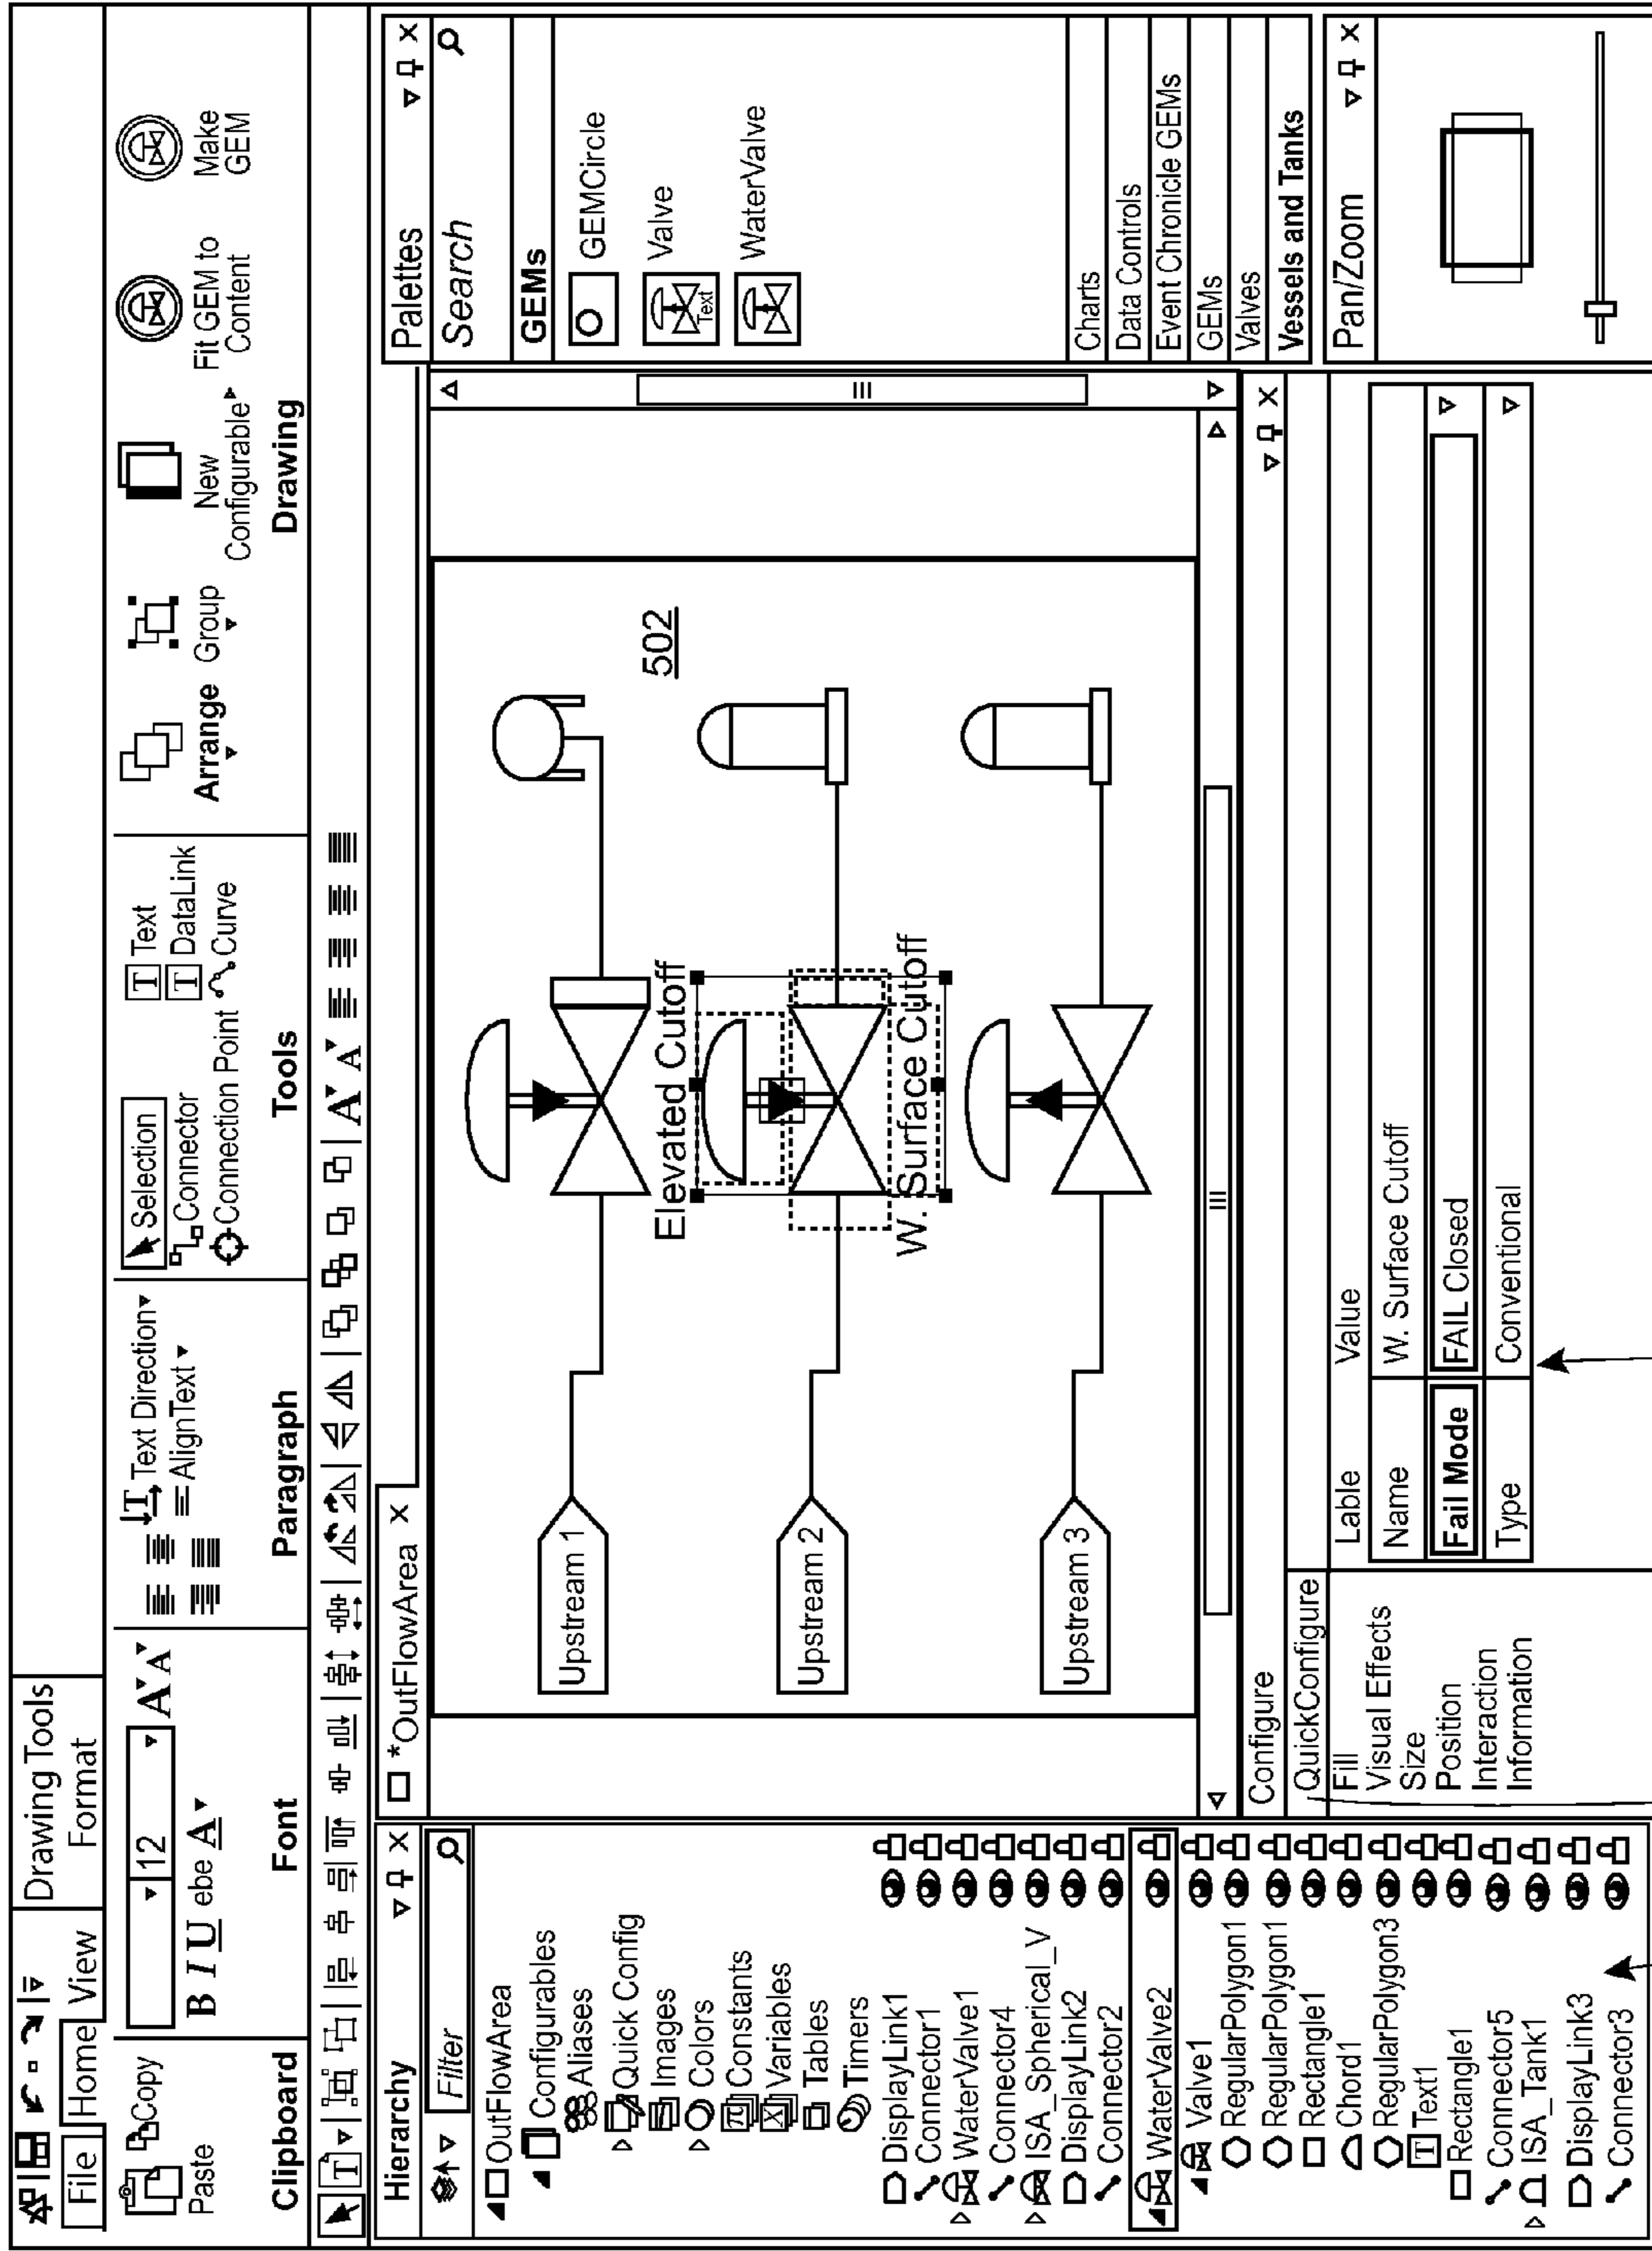 Drawing Tools
File Home View Format
Paste Copy
Clipboard
12
B I U ebe A A A
Font
Text Direction
AlignText
Paragraph
Selection
Connector
Connection Point
T Text
T DataLink
Curve
Tools
Arrange
Group
New
Configurable
Fit GEM to
Content
Make
GEM
Drawing
T
A A
Hierarchy
Filter
OutFlowArea
Configurables
Aliases
Quick Config
Images
Colors
Constants
Variables
Tables
Timers
DisplayLink1
Connector1
WaterValve1
Connector4
ISA_Spherical_V
DisplayLink2
Connector2
WaterValve2
Valve1
RegularPolygon1
RegularPolygon1
Rectangle1
Chord1
RegularPolygon3
T Text1
Rectangle1
Connector5
ISA_Tank1
DisplayLink3
Connector3
*OutFlowArea X
Upstream 1
Elevated Cutoff
502
Upstream 2
W. Surface Cutoff
Upstream 3
Configure
QuickConfigure
Fill
Visual Effects
Size
Position
Interaction
Information
Lable Value
Name W. Surface Cutoff
Fail Mode FAIL Closed
Type Conventional
Palettes
Search
GEMs
GEMCircle
Text Valve
WaterValve
Charts
Data Controls
Event Chronicle GEMs
GEMs
Valves
Vessels and Tanks
Pan/Zoom